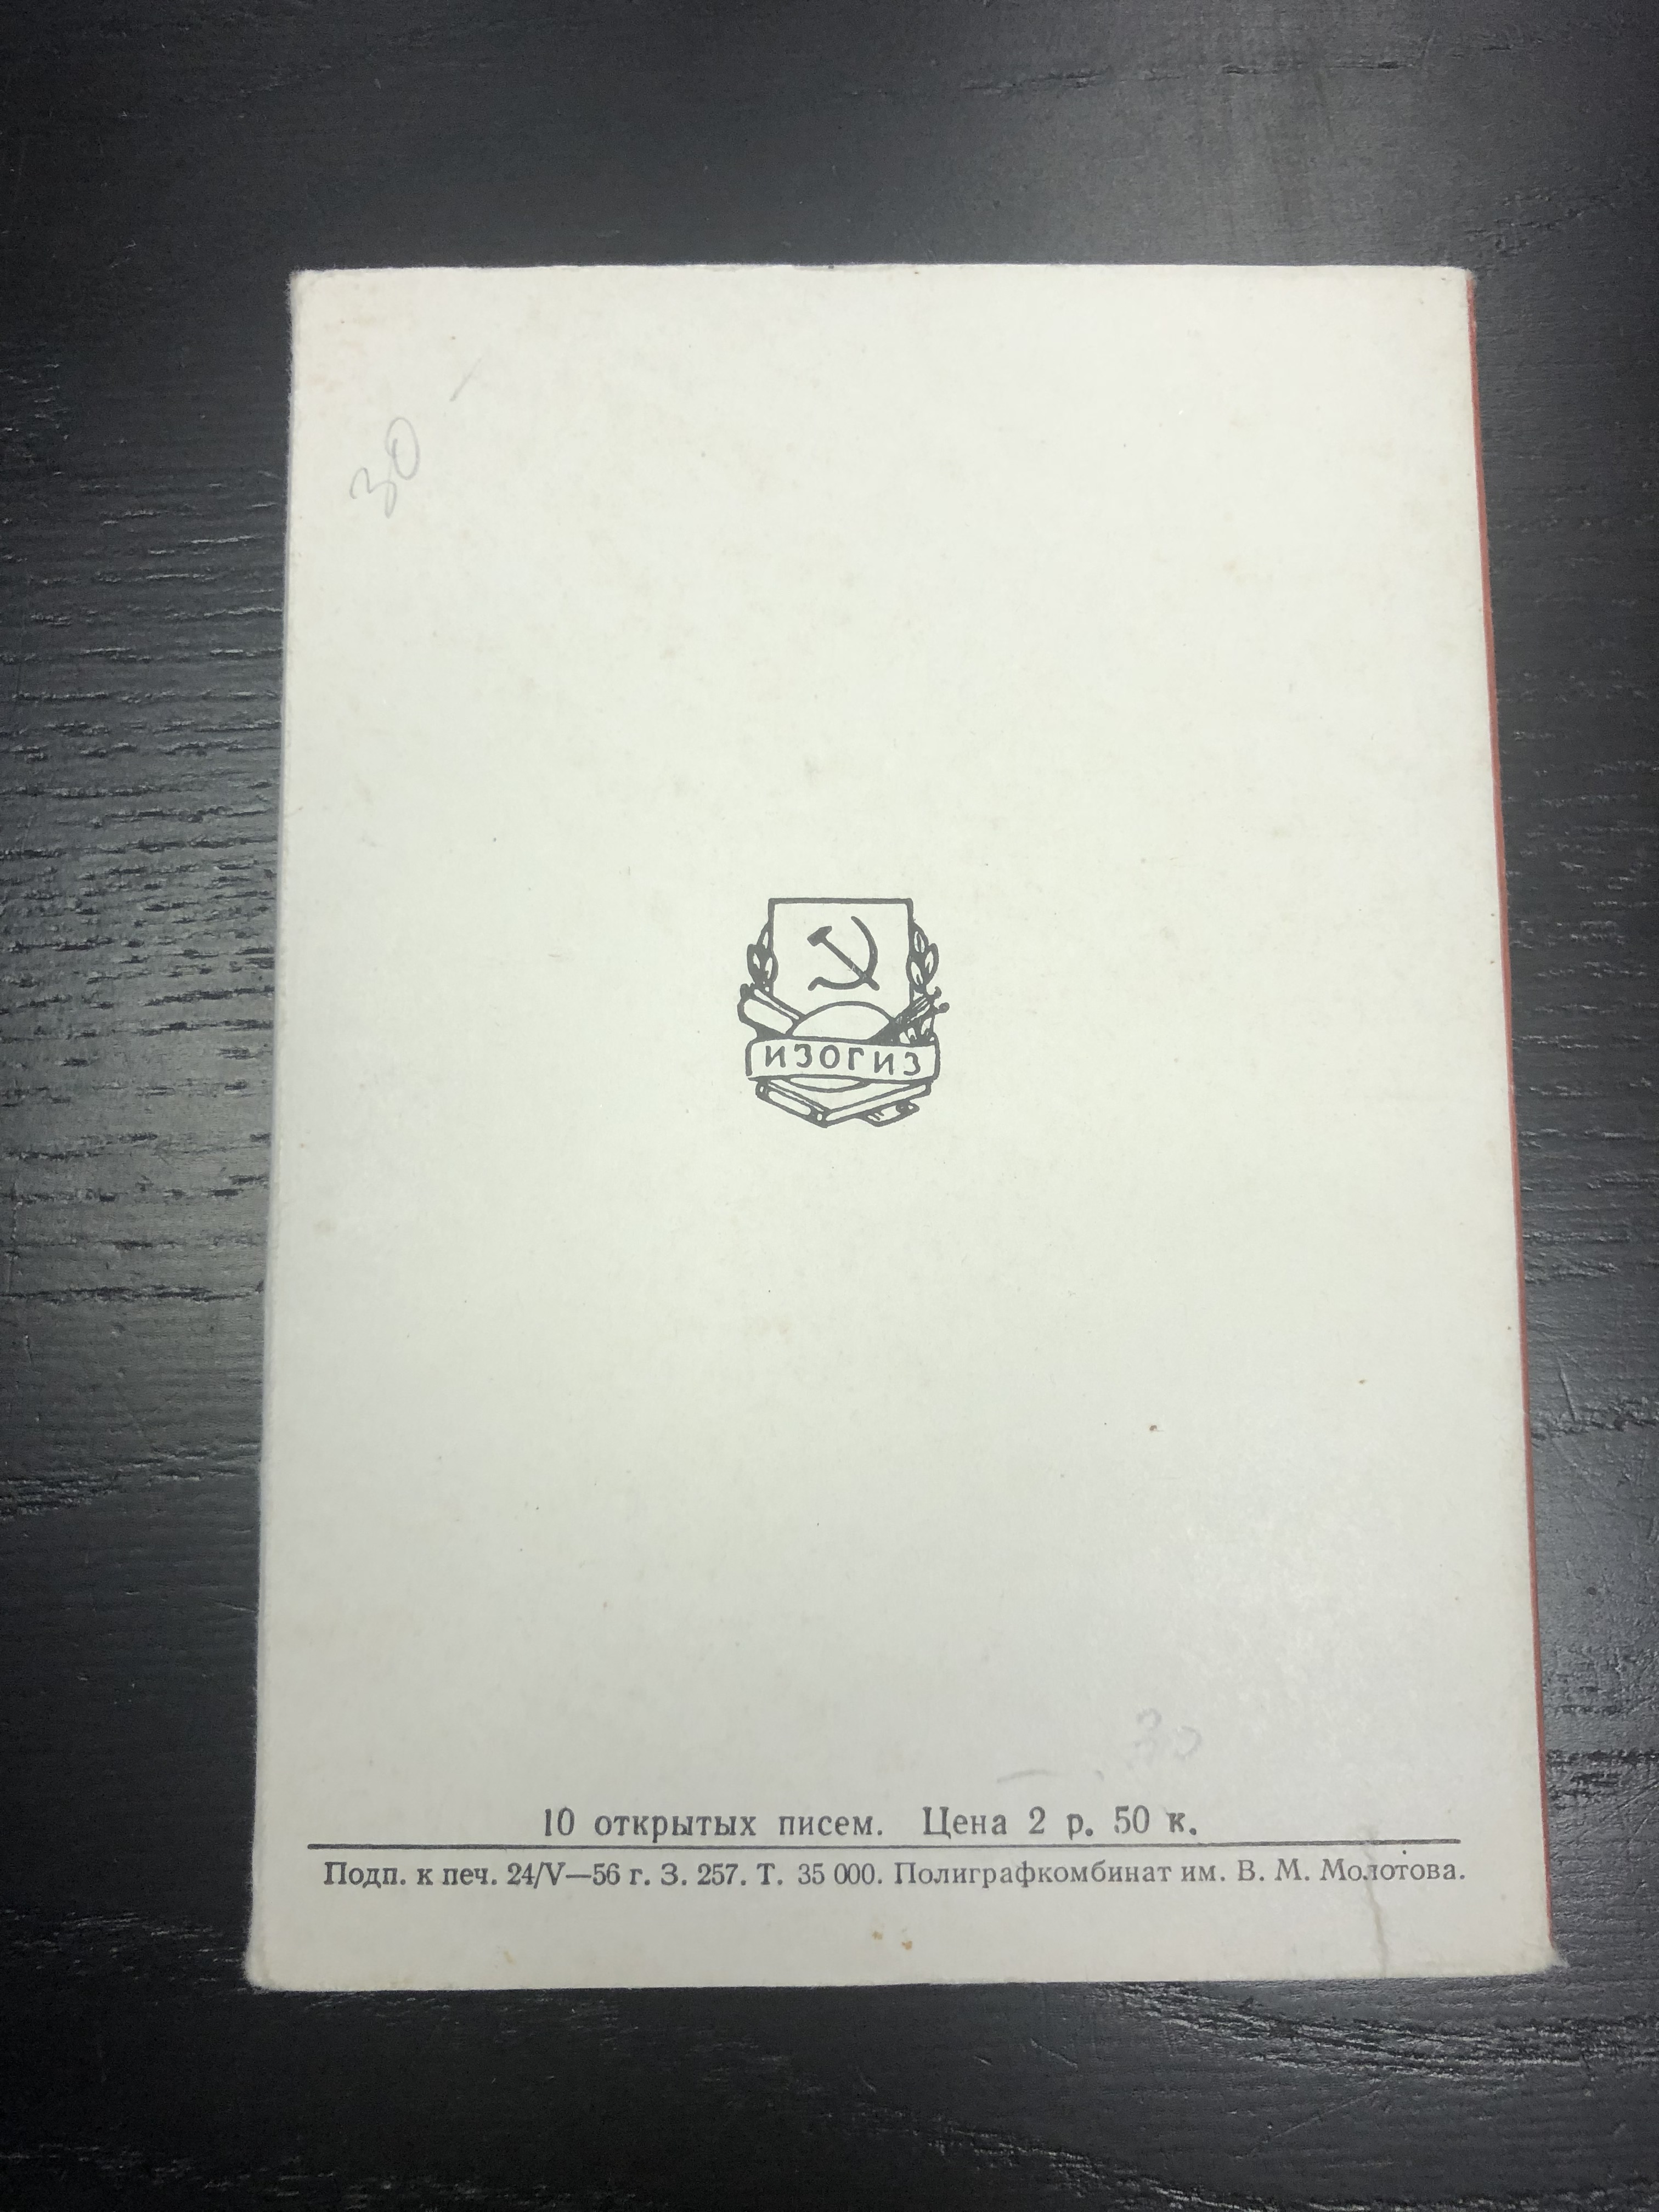 30 -
ИЗОГИЗ
30
10 открытых писем. Цена 2 р. 50 к.
Подп. к печ. 24/V—56 г. З. 257. Т. 35 000. Полиграфкомбинат им. В. М. Молотова.